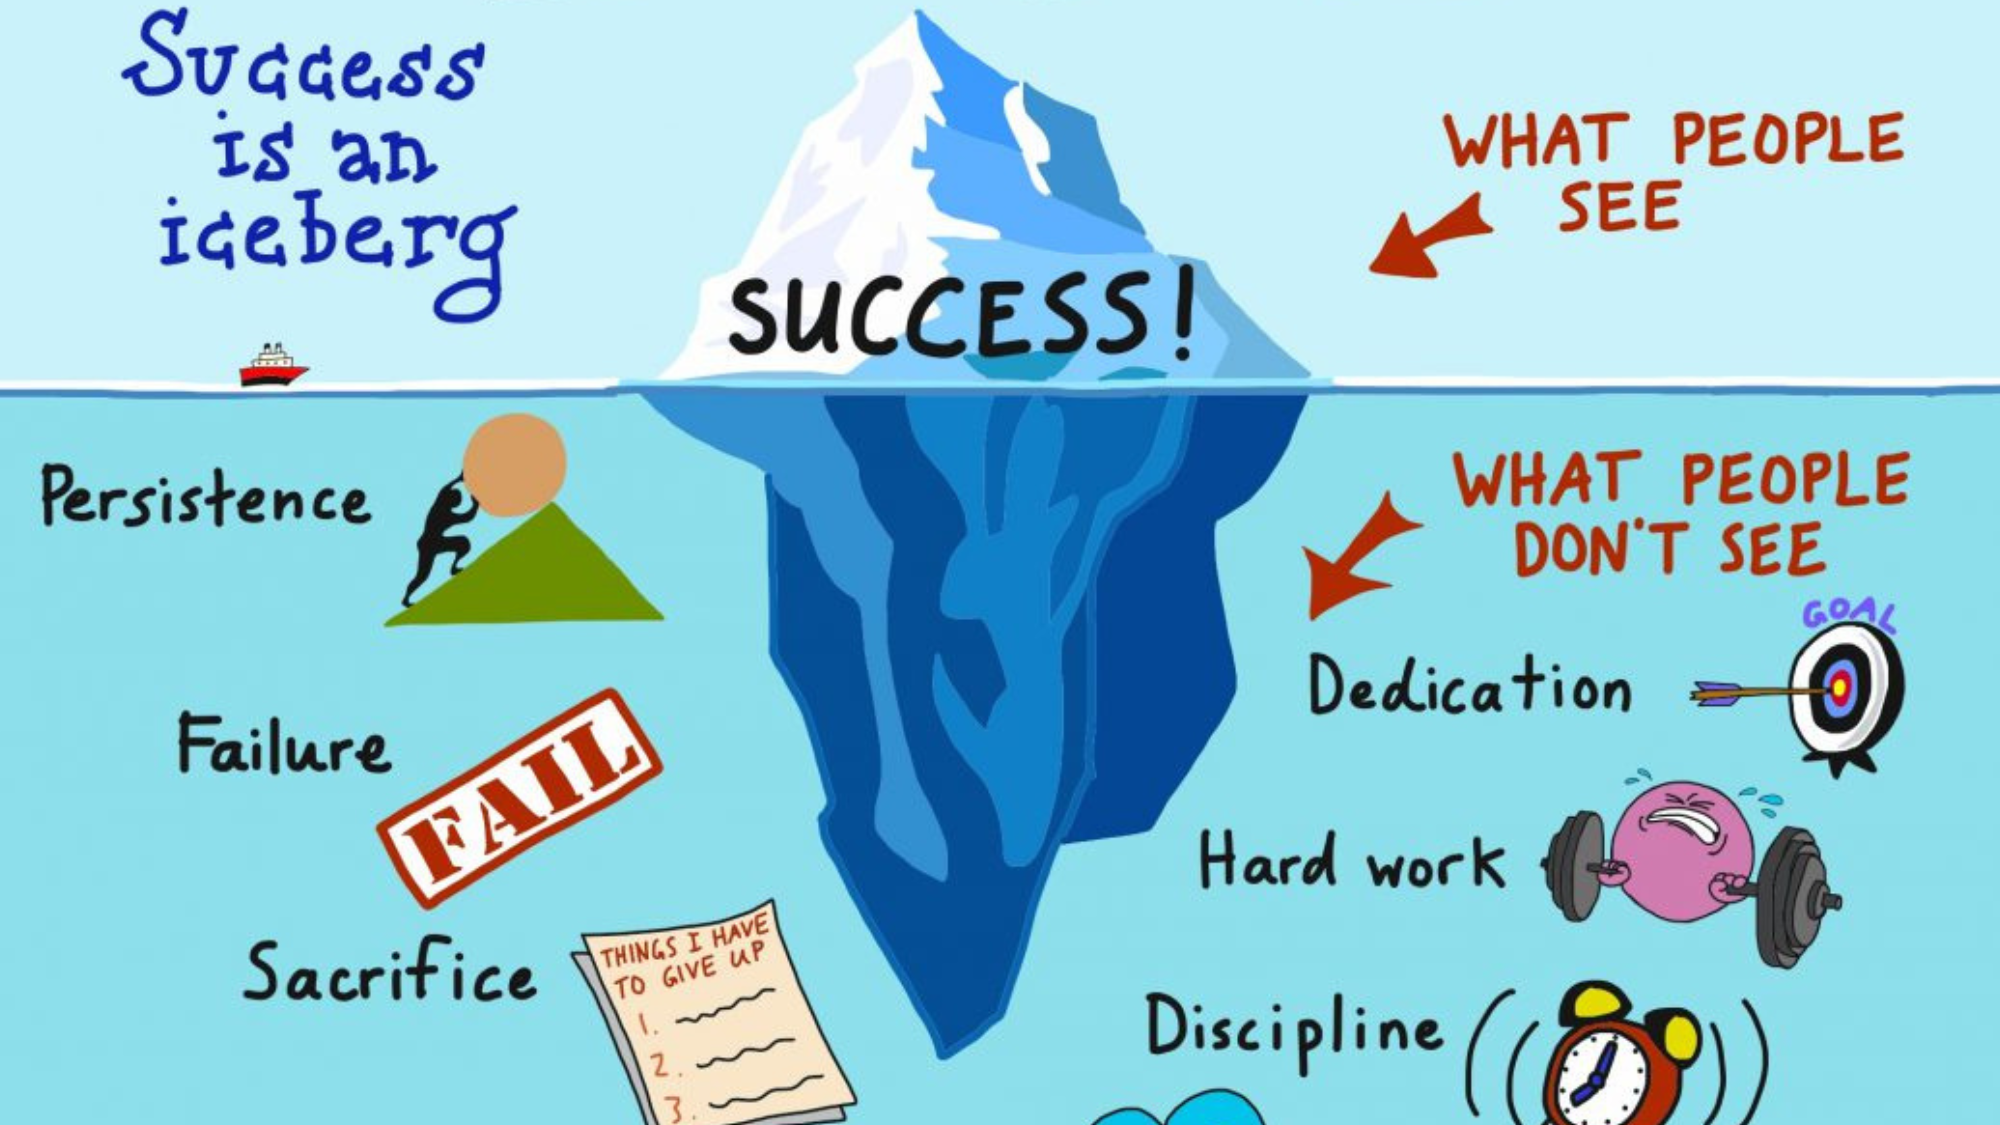 Success
is an
iceberg
WHAT PEOPLE
SEE
SUCCESS!
Persistence
WHAT PEOPLE
DON'T SEE
GOAL
Dedication
Failure
FAIL
Hard work
Sacrifice
THINGS I HAVE
TO GIVE UP
1.
2.
3.
Discipline